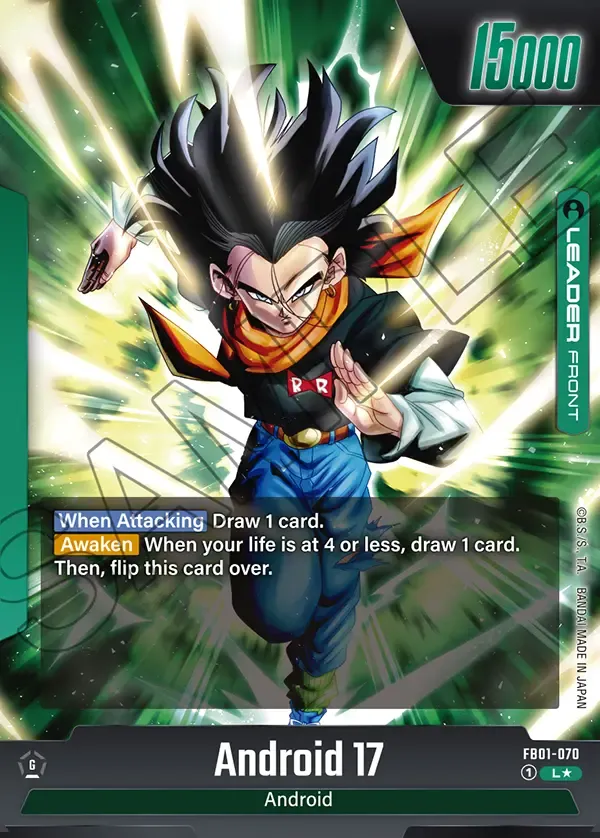 15000
LEADER FRONT
SAMPLE
R R
When Attacking Draw 1 card.
Awaken When your life is at 4 or less, draw 1 card.
Then, flip this card over.
©B.S./S., T.A. BANDAI MADE IN JAPAN
G
Android 17
FB01-070
1 L★
Android